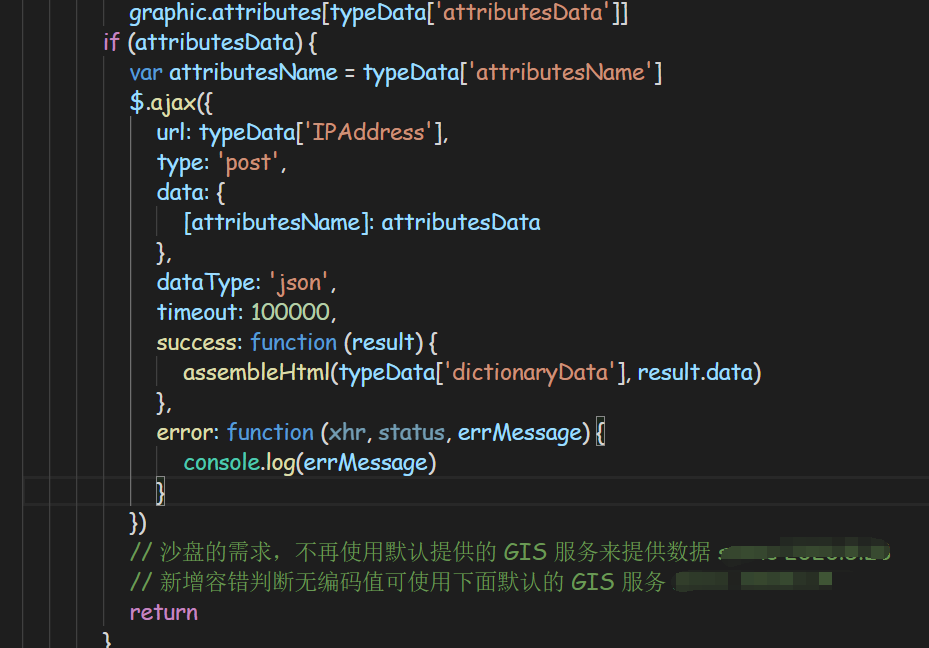 graphic.attributes[typeData['attributesData']]
if (attributesData) {
var attributesName = typeData['attributesName']
$.ajax({
url: typeData['IPAddress'],
type: 'post',
data: {
[attributesName]: attributesData
},
dataType: 'json',
timeout: 100000,
success: function (result) {
assembleHtml(typeData['dictionaryData'], result.data)
},
error: function (xhr, status, errMessage) {
console.log(errMessage)
}
})
// 沙盘的需求，不再使用默认提供的 GIS 服务来提供数据
// 新增容错判断无编码值可使用下面默认的 GIS 服务
return
}